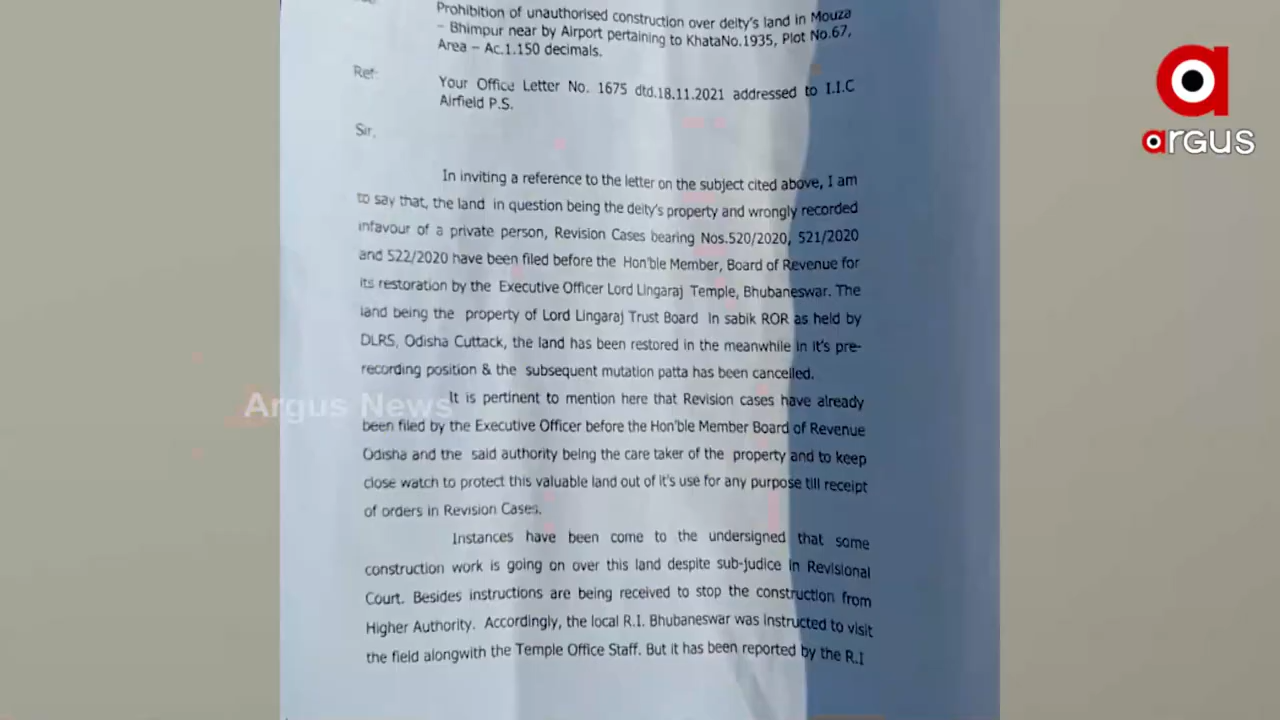 Prohibition of unauthorised construction over deity's land in Mouza
– Bhimpur near by Airport pertaining to KhataNo.1935, Plot No.67,
Area – Ac.1.150 decimals.
Ref:
Your Office Letter No. 1675 dtd.18.11.2021 addressed to I.I.C
Airfield P.S.
Sir,
In inviting a reference to the letter on the subject cited above, I am
to say that, the land in question being the deity's property and wrongly recorded
infavour of a private person, Revision Cases bearing Nos.520/2020, 521/2020
and 522/2020 have been filed before the Hon'ble Member, Board of Revenue for
its restoration by the Executive Officer Lord Lingaraj Temple, Bhubaneswar. The
land being the property of Lord Lingaraj Trust Board in sabik ROR as held by
DLRS, Odisha Cuttack, the land has been restored in the meanwhile in it's pre-
recording position & the subsequent mutation patta has been cancelled.
It is pertinent to mention here that Revision cases have already
been filed by the Executive Officer before the Hon'ble Member Board of Revenue
Odisha and the said authority being the care taker of the property and to keep
close watch to protect this valuable land out of it's use for any purpose till receipt
of orders in Revision Cases.
Instances have been come to the undersigned that some
construction work is going on over this land despite sub-judice in Revisional
Court. Besides instructions are being received to stop the construction from
Higher Authority. Accordingly, the local R.I. Bhubaneswar was instructed to visit
the field alongwith the Temple Office Staff. But it has been reported by the R.I
argus
Argus News